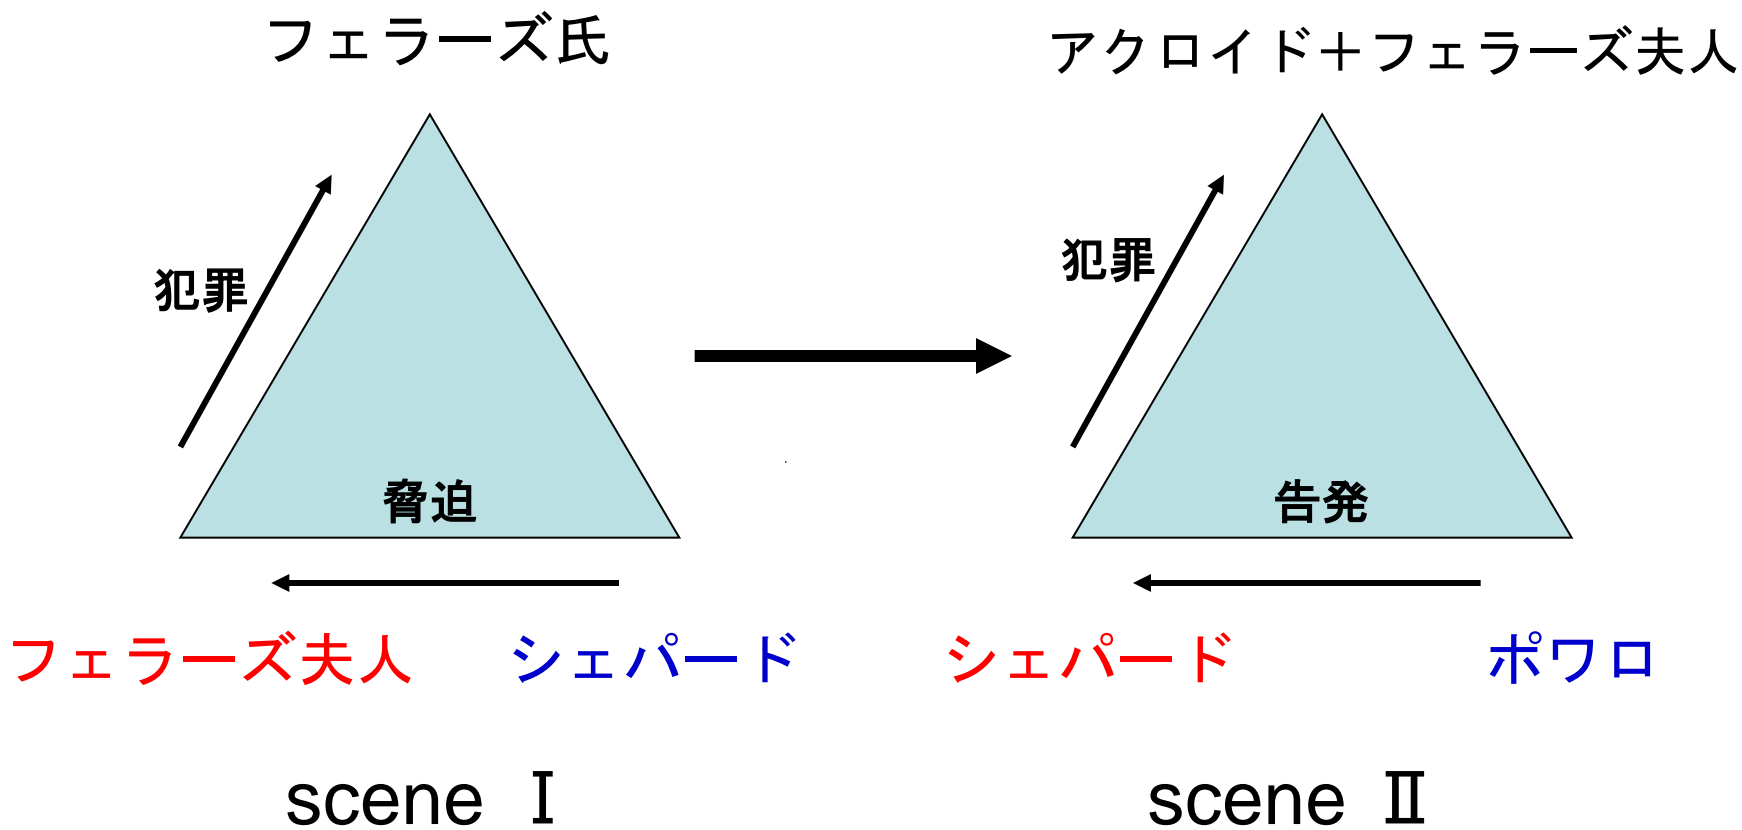 フェラーズ氏
アクロイド＋フェラーズ夫人
犯罪
犯罪
脅迫
告発
フェラーズ夫人
シェパード
シェパード
ポワロ
scene Ⅰ
scene Ⅱ